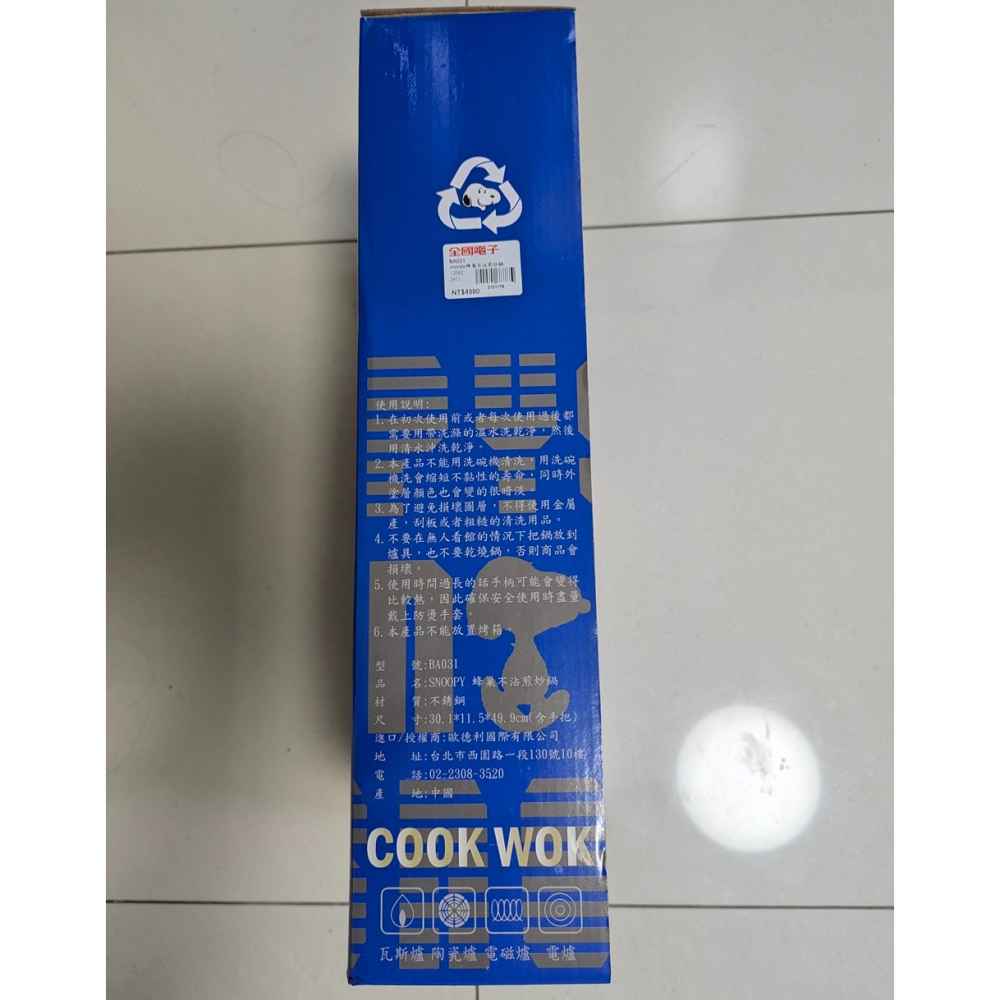 全國電子
BA031
snoopy蜂巢不沾煎炒鍋
NT$4980
2101778
使用說明:
1.在初次使用前或者每次使用過後都
需要用帶洗滌的溫水洗乾淨，然後
用清水沖洗乾淨。
2.本產品不能用洗碗機清洗，用洗碗
機洗會縮短不黏性的壽命，同時外
塗層顏色也會變的很暗淡。
3.為了避免損壞圖層，不得使用金屬
產，刮板或者粗糙的清洗用品。
4.不要在無人看館的情況下把鍋放到
爐具，也不要乾燒鍋，否則商品會
損壞。
5.使用時間過長的話手柄可能會變得
比較熱，因此確保安全使用時盡量
戴上防燙手套。
6.本產品不能放置烤箱。
型 號:BA031
品 名:SNOOPY 蜂巢不沾煎炒鍋
材 質:不銹鋼
尺 寸:30.1*11.5*49.9cm(含手把)
進口/授權商:歐德利國際有限公司
地 址:台北市西園路一段130號10樓
電 話:02-2308-3520
產 地:中國
COOK WOK
瓦斯爐 陶瓷爐 電磁爐 電爐